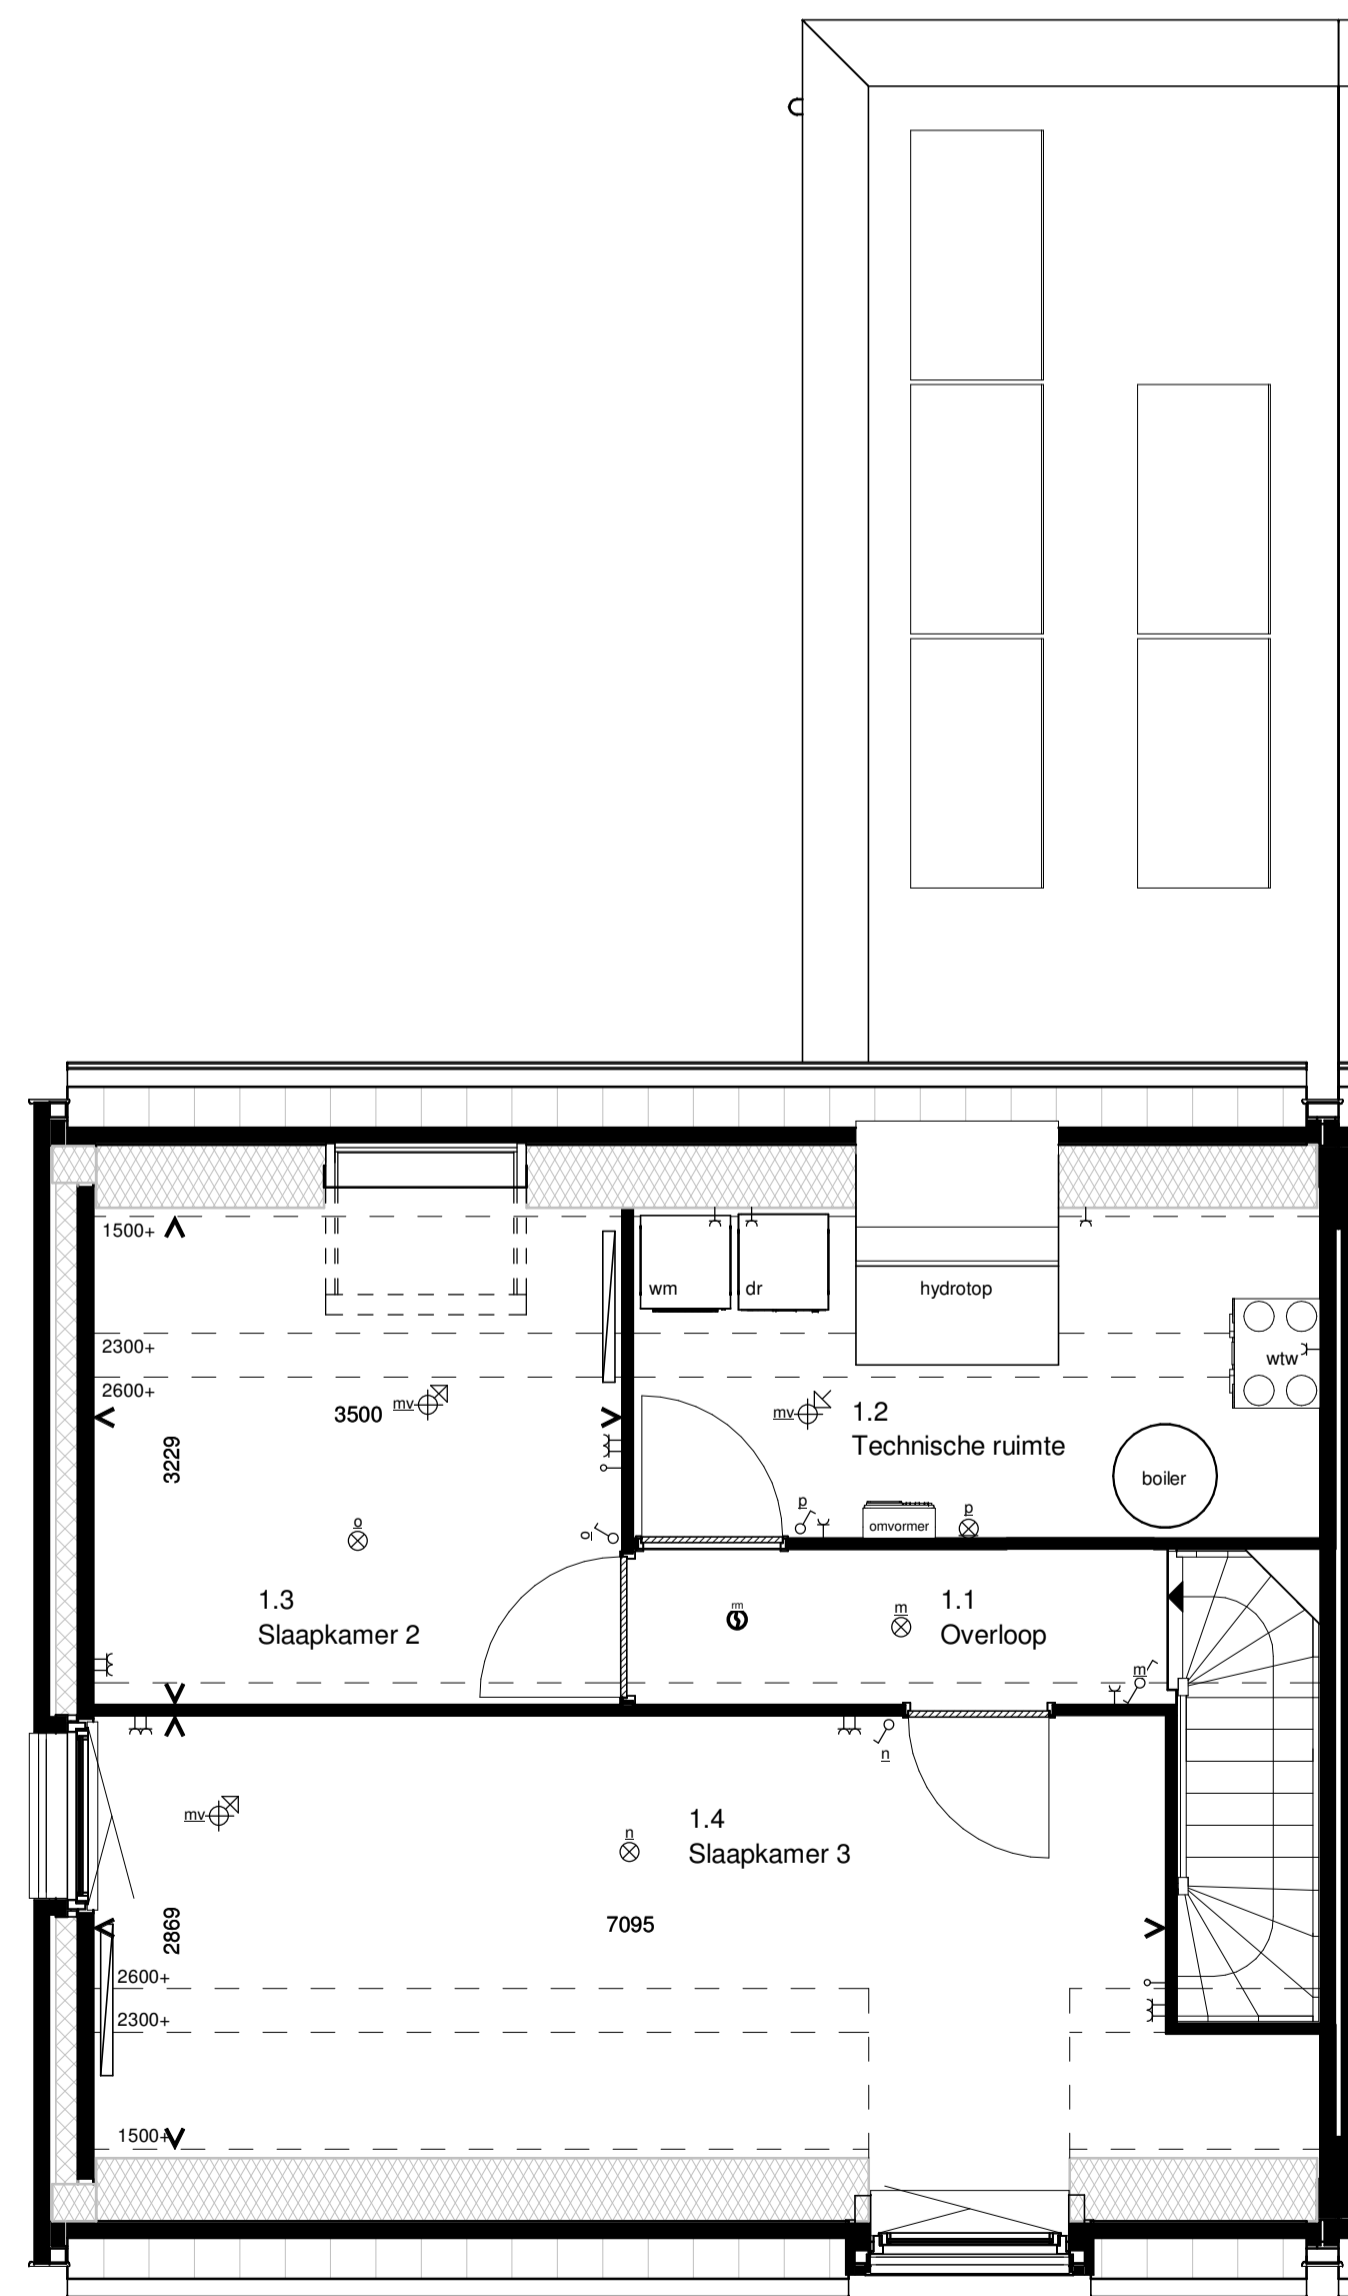 1500+
wm
dr
hydrotop
2300+
wtw
2600+
mv
3500
mv
1.2
Technische ruimte
3229
boiler
p
p
omvormer
o
o
1.3
Slaapkamer 2
rm
m
1.1
Overloop
m
n
mv
n
1.4
Slaapkamer 3
2869
7095
2600+
2300+
1500+